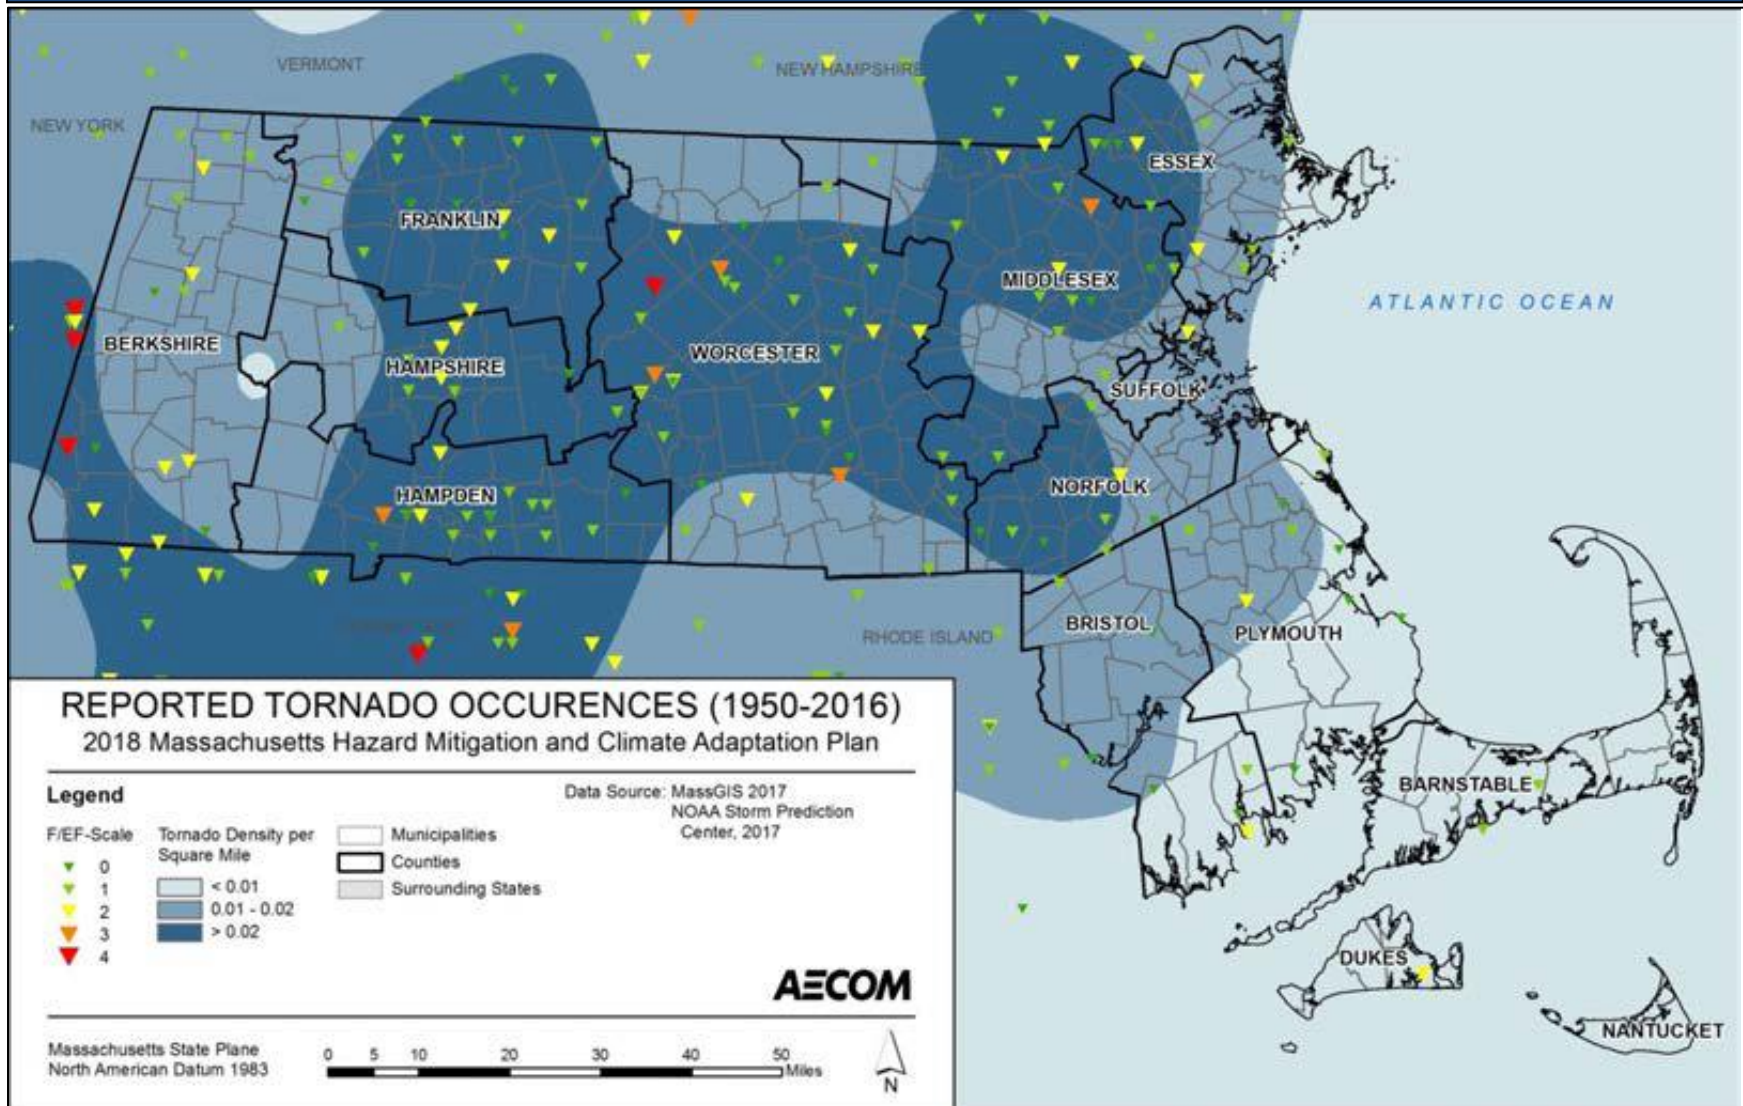 VERMONT
NEW HAMPSHIRE
NEW YORK
ESSEX
FRANKLIN
MIDDLESEX
ATLANTIC OCEAN
BERKSHIRE
WORCESTER
HAMPSHIRE
SUFFOLK
NORFOLK
HAMPDEN
BRISTOL
PLYMOUTH
RHODE ISLAND
BARNSTABLE
DUKES
NANTUCKET
REPORTED TORNADO OCCURENCES (1950-2016)
2018 Massachusetts Hazard Mitigation and Climate Adaptation Plan
Legend
F/EF-Scale
0
1
2
3
4
Tornado Density per
Square Mile
< 0.01
0.01 - 0.02
> 0.02
Municipalities
Counties
Surrounding States
Data Source: MassGIS 2017
NOAA Storm Prediction
Center, 2017
AECOM
Massachusetts State Plane
North American Datum 1983
0 5 10 20 30 40 50
Miles
N